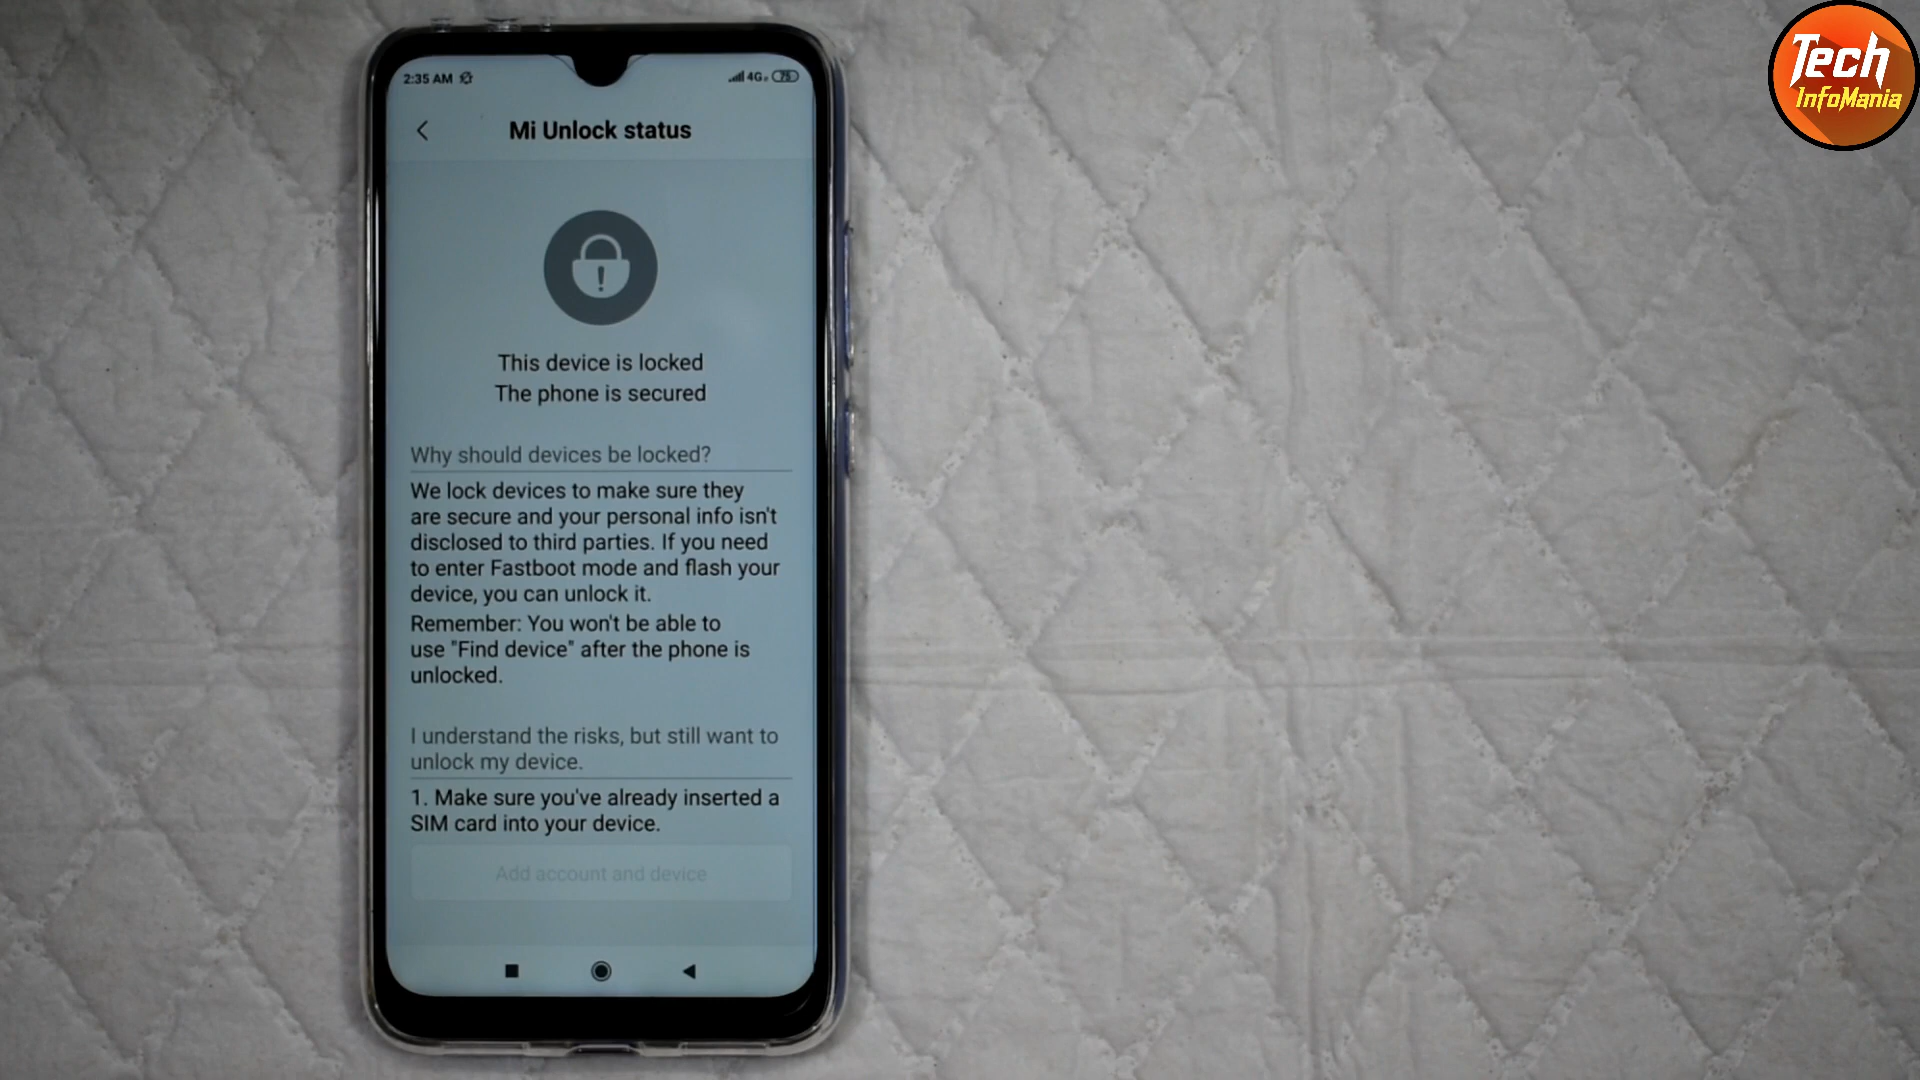 Tech
InfoMania
2:35 AM
4G 75
Mi Unlock status
This device is locked
The phone is secured
Why should devices be locked?
We lock devices to make sure they
are secure and your personal info isn't
disclosed to third parties. If you need
to enter Fastboot mode and flash your
device, you can unlock it.
Remember: You won't be able to
use "Find device" after the phone is
unlocked.
I understand the risks, but still want to
unlock my device.
1. Make sure you've already inserted a
SIM card into your device.
Add account and device